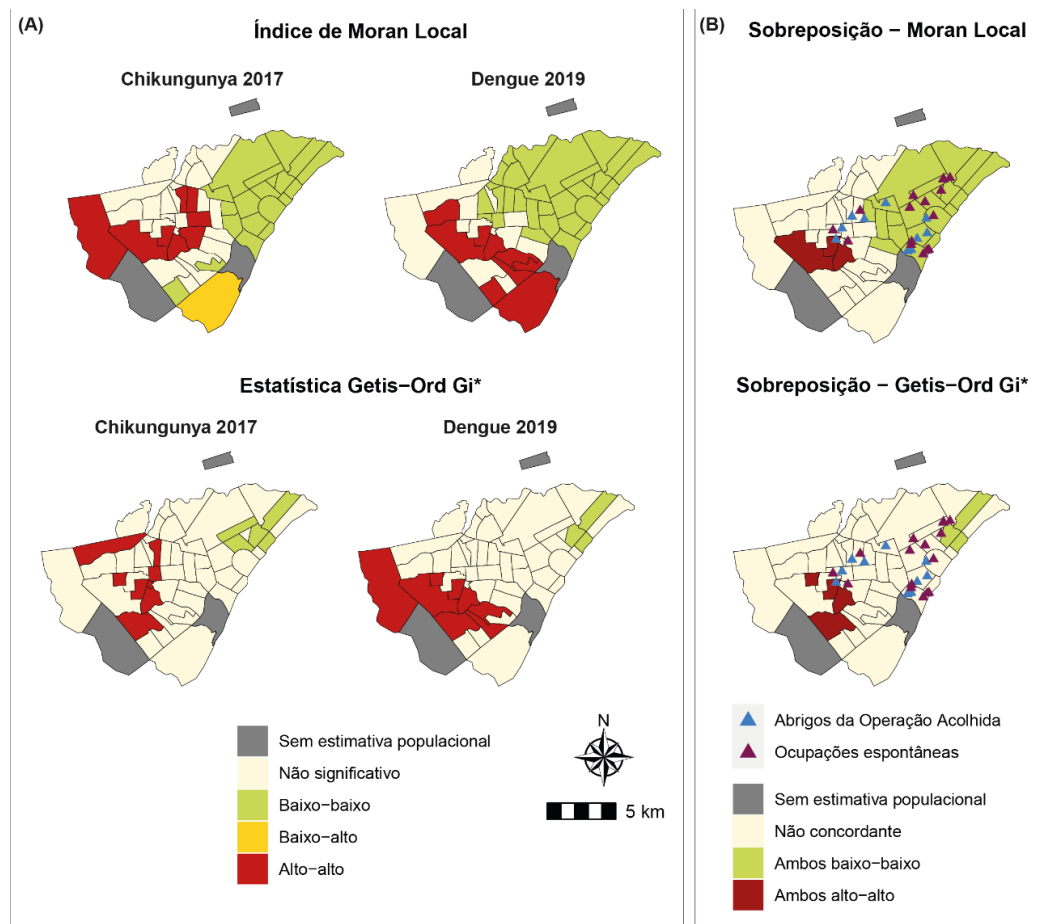 (A)
Índice de Moran Local
Chikungunya 2017
Dengue 2019
Estatística Getis−Ord Gi*
Chikungunya 2017
Dengue 2019
Sem estimativa populacional
Não significativo
Baixo−baixo
Baixo−alto
Alto−alto
N
5 km
(B)
Sobreposição − Moran Local
Sobreposição − Getis−Ord Gi*
Abrigos da Operação Acolhida
Ocupações espontâneas
Sem estimativa populacional
Não concordante
Ambos baixo−baixo
Ambos alto−alto